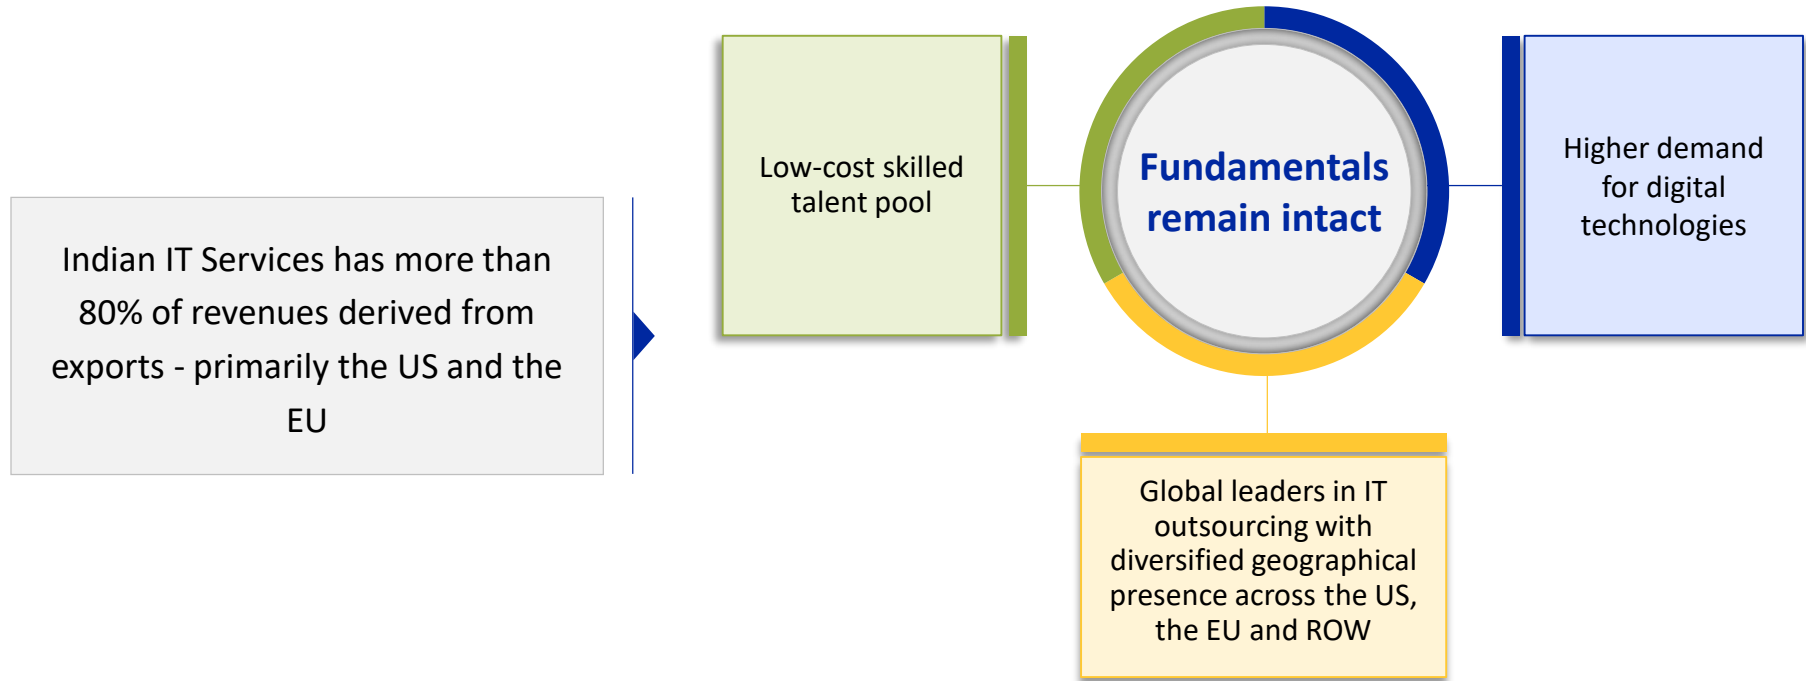 Indian IT Services has more than
80% of revenues derived from
exports - primarily the US and the
EU
Low-cost skilled
talent pool
Fundamentals
remain intact
Higher demand
for digital
technologies
Global leaders in IT
outsourcing with
diversified geographical
presence across the US,
the EU and ROW